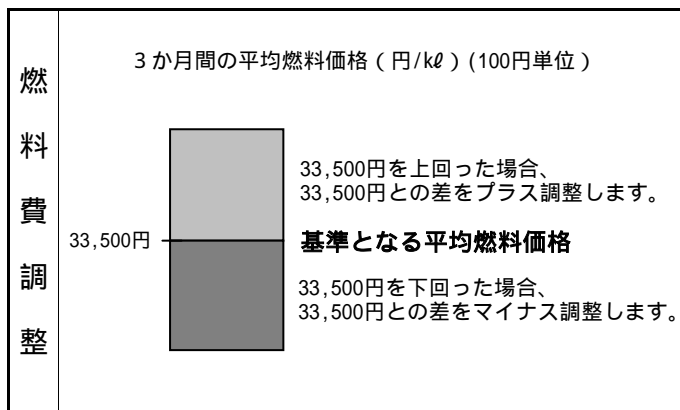 燃料費調整
3か月間の平均燃料価格(円/kℓ)(100円単位)
33,500円を上回った場合、
33,500円との差をプラス調整します。
33,500円
基準となる平均燃料価格
33,500円を下回った場合、
33,500円との差をマイナス調整します。